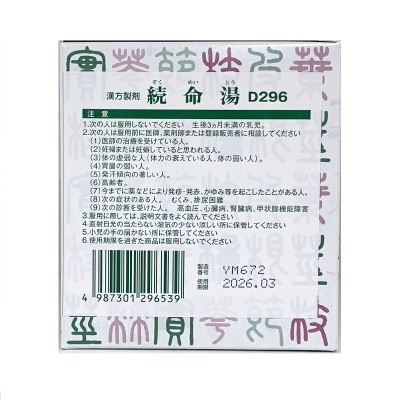 ぞく めい とう
漢方製剤 続命湯 D296
注意
1.次の人は服用しないでください 生後3ヵ月未満の乳児。
2.次の人は服用前に医師、薬剤師または登録販売者に相談してください
(1)医師の治療を受けている人。
(2)妊婦または妊娠していると思われる人。
(3)体の虚弱な人(体力の衰えている人、体の弱い人)。
(4)胃腸の弱い人。
(5)発汗傾向の著しい人。
(6)高齢者。
(7)今までに薬などにより発疹・発赤、かゆみ等を起こしたことがある人。
(8)次の症状のある人。 むくみ、排尿困難
(9)次の診断を受けた人。 高血圧、心臓病、腎臓病、甲状腺機能障害
3.服用に際しては、説明文書をよく読んでください
4.直射日光の当たらない湿気の少ない涼しい所に保管してください
5.小児の手の届かない所に保管してください
6.使用期限を過ぎた商品は服用しないでください
製造番号 YM672
使用期限 2026.03
4 987301 296539